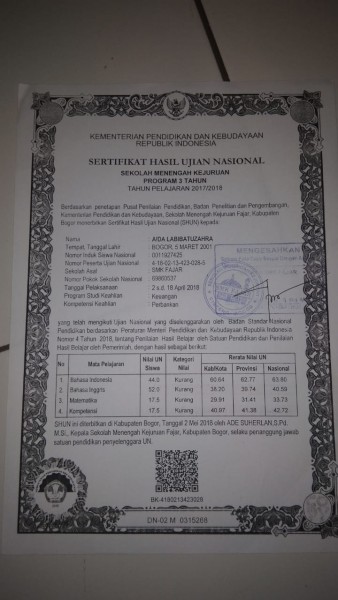 KEMENTERIAN PENDIDIKAN DAN KEBUDAYAAN
REPUBLIK INDONESIA
SERTIFIKAT HASIL UJIAN NASIONAL
SEKOLAH MENENGAH KEJURUAN
PROGRAM 3 TAHUN
TAHUN PELAJARAN 2017/2018
Berdasarkan penetapan Pusat Penilaian Pendidikan, Badan Penelitian dan Pengembangan,
Kementerian Pendidikan dan Kebudayaan, Sekolah Menengah Kejuruan Fajar, Kabupaten
Bogor menerbitkan Sertifikat Hasil Ujian Nasional (SHUN) kepada
Nama : AIDA LABIBATUZAHRA
Tempat, Tanggal Lahir : BOGOR, 5 MARET 2001
Nomor Induk Siswa Nasional : 0011927425
Nomor Peserta Ujian Nasional : 4-18-02-13-423-028-5
Sekolah Asal : SMK FAJAR
Nomor Pokok Sekolah Nasional :
Tanggal Pelaksanaan : 2 s.d. 18 April 2018
Program Studi Keahlian : Keuangan
Kompetensi Keahlian : Perbankan
MENGESAHKAN
yang telah mengikuti Ujian Nasional yang diselenggarakan oleh Badan Standar Nasional
Pendidikan berdasarkan Peraturan Menteri Pendidikan dan Kebudayaan Republik Indonesia
Nomor 4 Tahun 2018, tentang Penilaian Hasil Belajar oleh Satuan Pendidikan dan Penilaian
Hasil Belajar oleh Pemerintah, dengan hasil sebagai berikut:
No Mata Pelajaran Nilai UN Siswa Kategori Nilai Rerata Nilai UN
Kab/Kota Provinsi Nasional
1. Bahasa Indonesia 44.0 Kurang 60.64 62.77 63.60
2. Bahasa Inggris 52.0 Kurang 38.20 39.74 40.59
3. Matematika 17.5 Kurang 29.91 31.41 33.73
4. Kompetensi 17.5 Kurang 40.97 41.38 42.72
SHUN ini diterbitkan di Kabupaten Bogor, Tanggal 2 Mei 2018 oleh ADE SUHERLAN,S.Pd,
M.Si., Kepala Sekolah Menengah Kejuruan Fajar, Kabupaten Bogor, selaku penanggung jawab
satuan pendidikan penyelenggara UN.
BK-4180213423028
DN-02 M 0315266